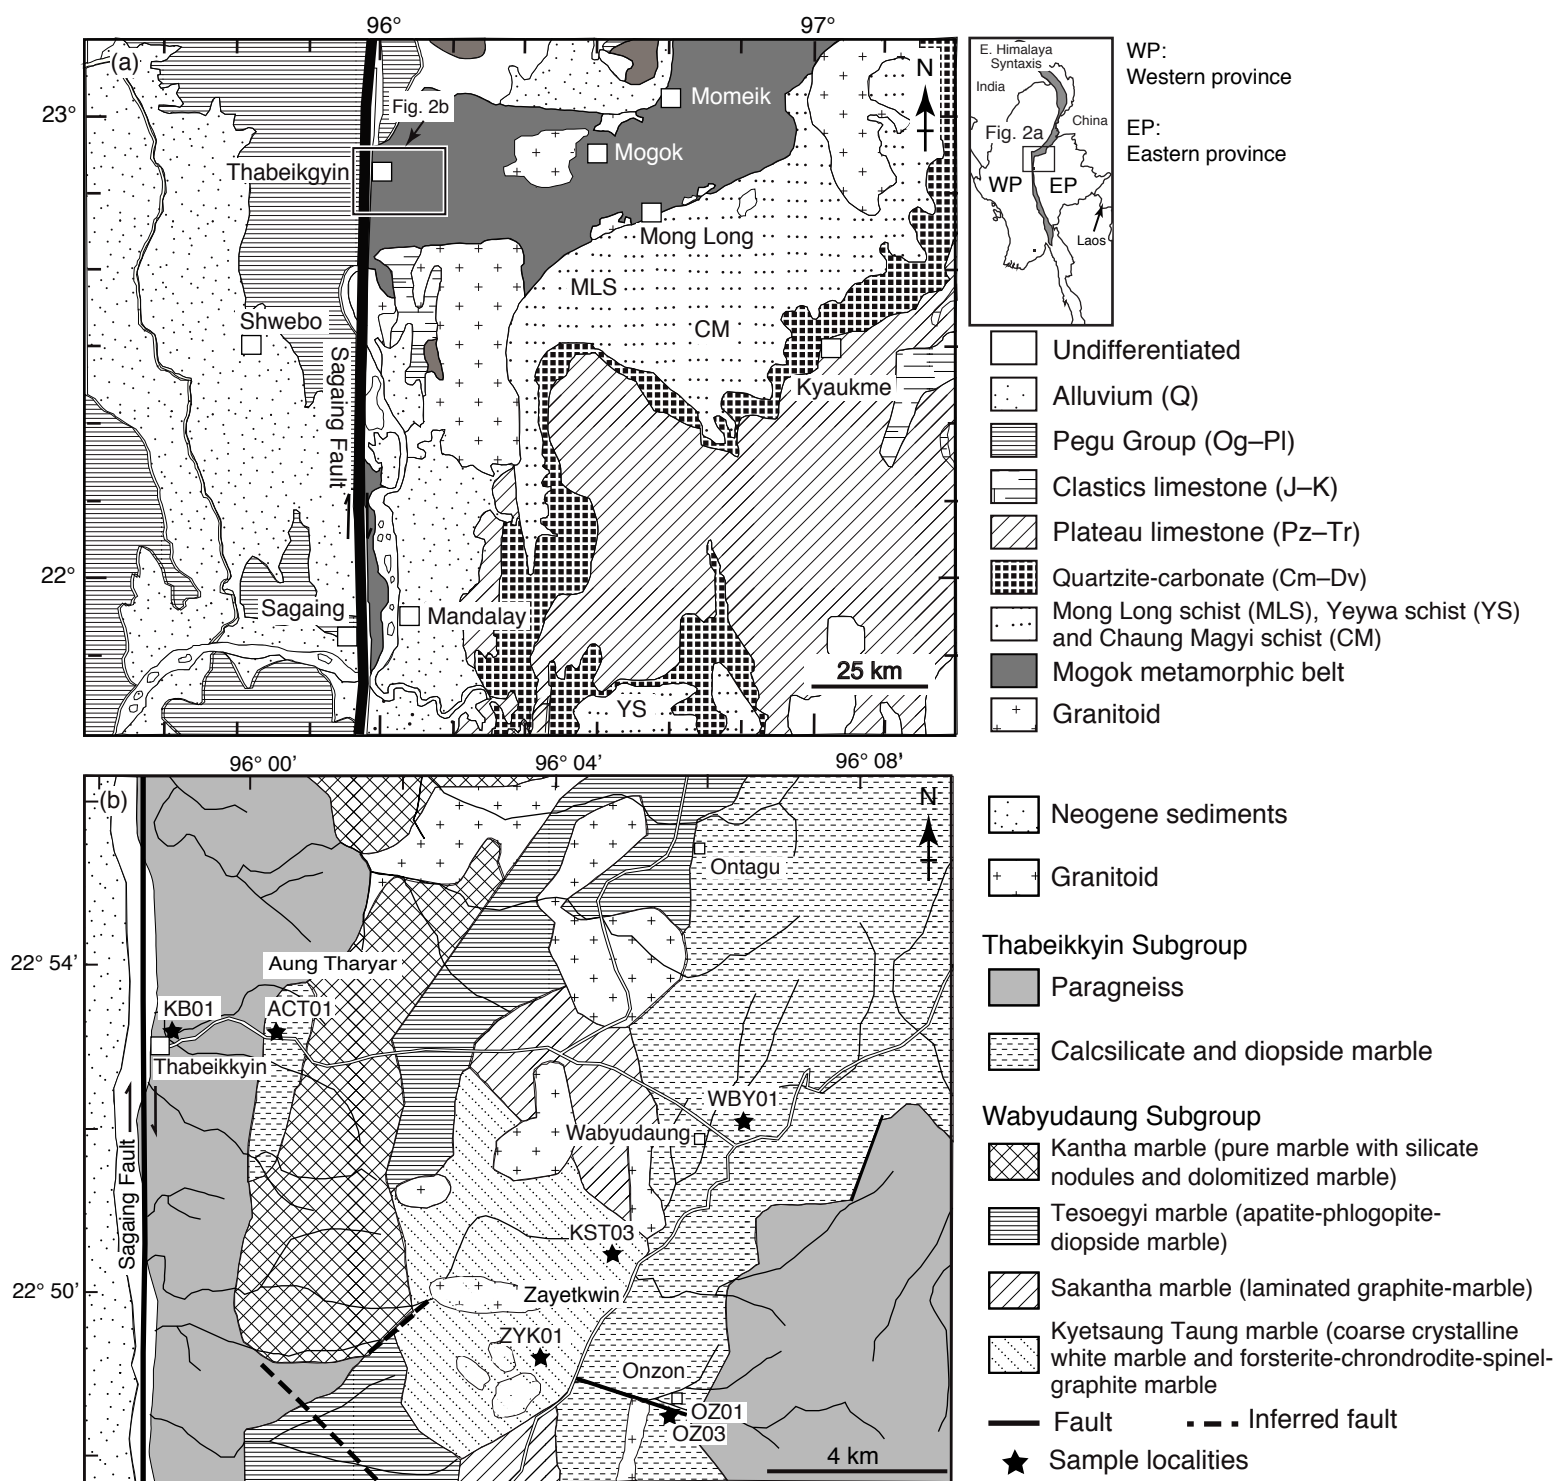 96°
97°
(a)
N
23°
22°
Fig. 2b
Momeik
Mogok
Thabeikgyin
Mong Long
MLS
CM
Shwebo
Kyaukme
Sagaing Fault
Sagaing
Mandalay
YS
25 km
E. Himalaya
Syntaxis
India
China
Fig. 2a
WP
EP
Laos
WP:
Western province
EP:
Eastern province
Undifferentiated
Alluvium (Q)
Pegu Group (Og–Pl)
Clastics limestone (J–K)
Plateau limestone (Pz–Tr)
Quartzite-carbonate (Cm–Dv)
Mong Long schist (MLS), Yeywa schist (YS)
and Chaung Magyi schist (CM)
Mogok metamorphic belt
Granitoid
96° 00'
96° 04'
96° 08'
(b)
N
22° 54'
22° 50'
Ontagu
Aung Tharyar
KB01
ACT01
Thabeikkyin
WBY01
Wabyudaung
Sagaing Fault
KST03
Zayetkwin
ZYK01
Onzon
OZ01
OZ03
4 km
Neogene sediments
Granitoid
Thabeikkyin Subgroup
Paragneiss
Calcsilicate and diopside marble
Wabyudaung Subgroup
Kantha marble (pure marble with silicate
nodules and dolomitized marble)
Tesoegyi marble (apatite-phlogopite-
diopside marble)
Sakantha marble (laminated graphite-marble)
Kyetsaung Taung marble (coarse crystalline
white marble and forsterite-chrondrodite-spinel-
graphite marble
Fault
Inferred fault
Sample localities